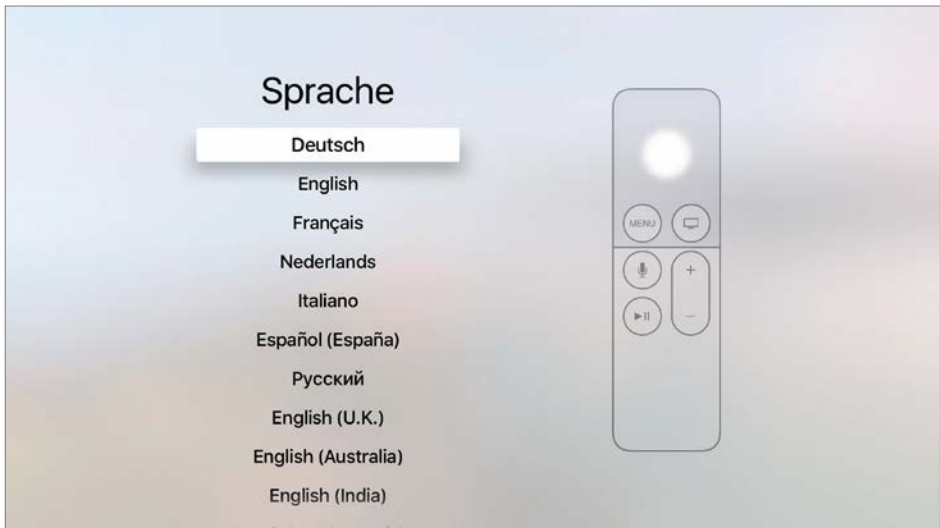 Sprache
Deutsch
English
Français
Nederlands
Italiano
Español (España)
Русский
English (U.K.)
English (Australia)
English (India)
MENU
+
−